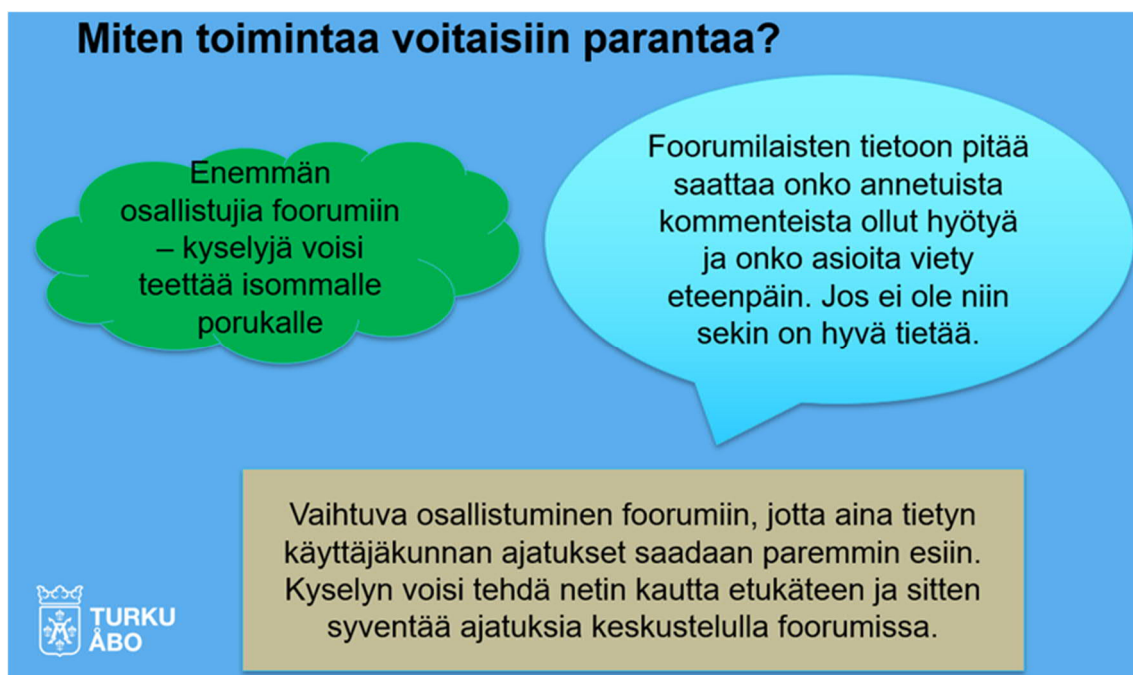 Miten toimintaa voitaisiin parantaa?
Enemmän
osallistujia foorumiin
– kyselyjä voisi
teettää isommalle
porukalle
Foorumilaisten tietoon pitää
saattaa onko annetuista
kommenteista ollut hyötyä
ja onko asioita viety
eteenpäin. Jos ei ole niin
sekin on hyvä tietää.
Vaihtuva osallistuminen foorumiin, jotta aina tietyn
käyttäjäkunnan ajatukset saadaan paremmin esiin.
Kyselyn voisi tehdä netin kautta etukäteen ja sitten
syventää ajatuksia keskustelulla foorumissa.
TURKU
ÅBO